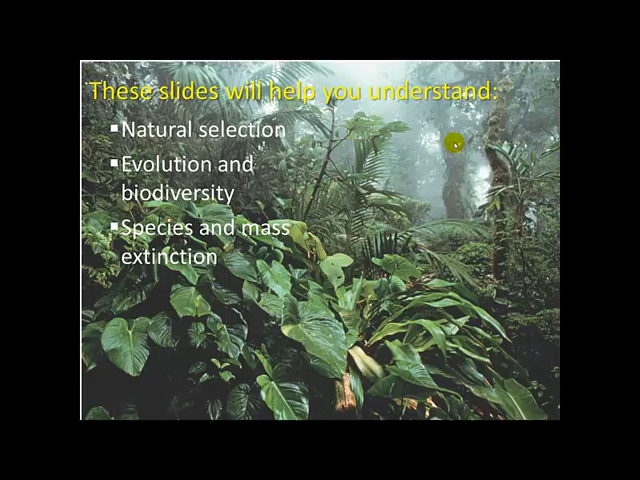 These slides will help you understand:
▪Natural selection
▪Evolution and
biodiversity
▪Species and mass
extinction